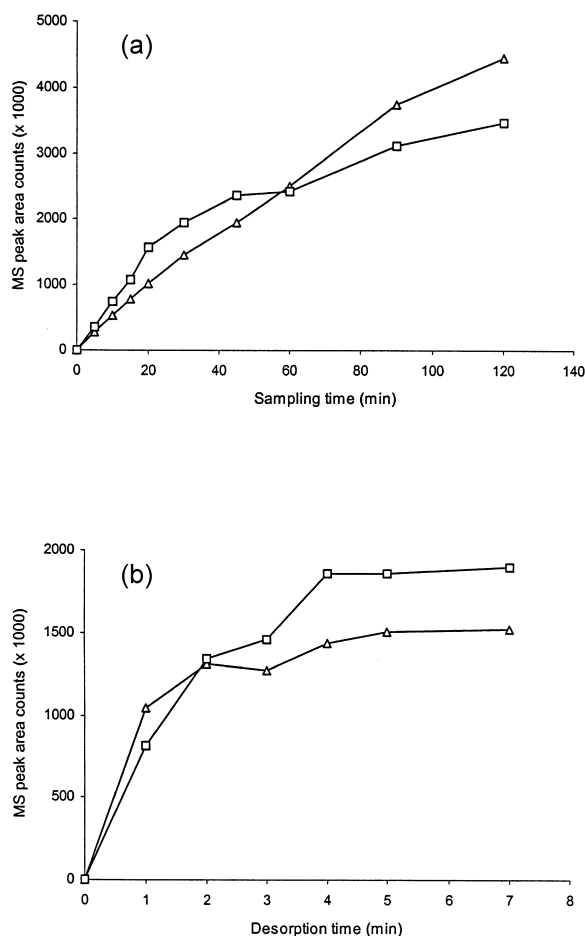 (a)
MS peak area counts (x 1000)
5000
4000
3000
2000
1000
0
0 20 40 60 80 100 120 140
Sampling time (min)
(b)
MS peak area counts (x 1000)
2000
1500
1000
500
0
0 1 2 3 4 5 6 7 8
Desorption time (min)